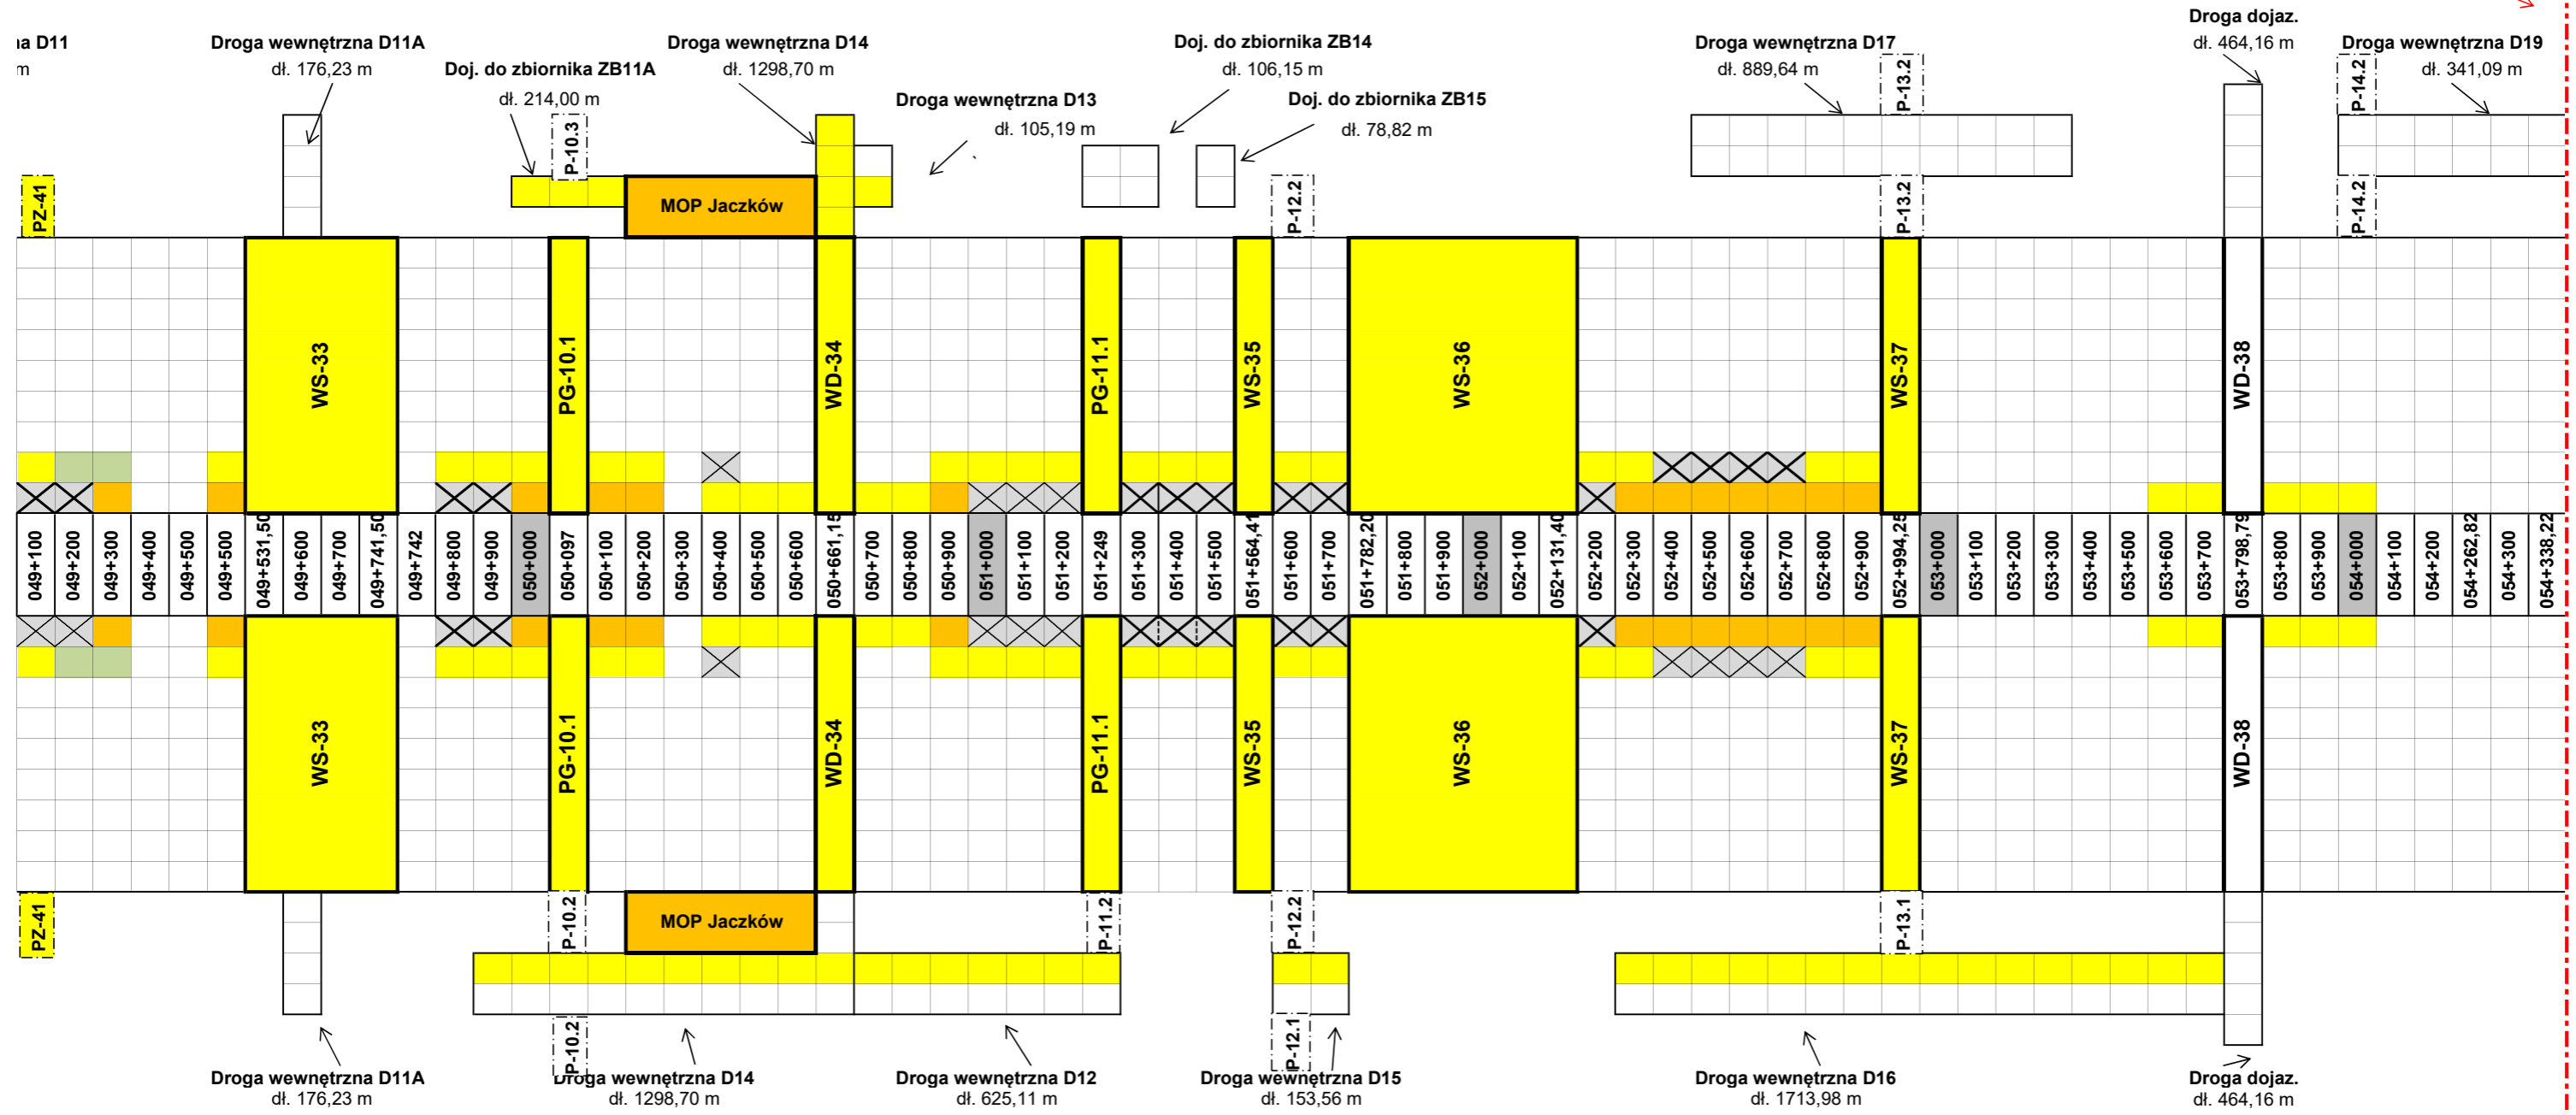 a D11
m
Droga wewnętrzna D11A
dł. 176,23 m
Doj. do zbiornika ZB11A
dł. 214,00 m
Droga wewnętrzna D14
dł. 1298,70 m
Droga wewnętrzna D13
dł. 105,19 m
Doj. do zbiornika ZB14
dł. 106,15 m
Doj. do zbiornika ZB15
dł. 78,82 m
Droga wewnętrzna D17
dł. 889,64 m
Droga dojaz.
dł. 464,16 m
Droga wewnętrzna D19
dł. 341,09 m
PZ-41
P-10.3
MOP Jaczków
P-12.2
P-13.2
P-13.2
P-14.2
P-14.2
WS-33
PG-10.1
WD-34
PG-11.1
WS-35
WS-36
WS-37
WD-38
049+100
049+200
049+300
049+400
049+500
049+500
049+531,50
049+600
049+700
049+741,50
049+742
049+800
049+900
050+000
050+097
050+100
050+200
050+300
050+400
050+500
050+600
050+661,15
050+700
050+800
050+900
051+000
051+100
051+200
051+249
051+300
051+400
051+500
051+564,41
051+600
051+700
051+782,20
051+800
051+900
052+000
052+100
052+131,40
052+200
052+300
052+400
052+500
052+600
052+700
052+800
052+900
052+994,25
053+000
053+100
053+200
053+300
053+400
053+500
053+600
053+700
053+798,79
053+800
053+900
054+000
054+100
054+200
054+262,82
054+300
054+338,22
WS-33
PG-10.1
WD-34
PG-11.1
WS-35
WS-36
WS-37
WD-38
PZ-41
P-10.2
MOP Jaczków
P-11.2
P-12.2
P-13.1
P-10.2
P-12.1
Droga wewnętrzna D11A
dł. 176,23 m
Droga wewnętrzna D14
dł. 1298,70 m
Droga wewnętrzna D12
dł. 625,11 m
Droga wewnętrzna D15
dł. 153,56 m
Droga wewnętrzna D16
dł. 1713,98 m
Droga dojaz.
dł. 464,16 m